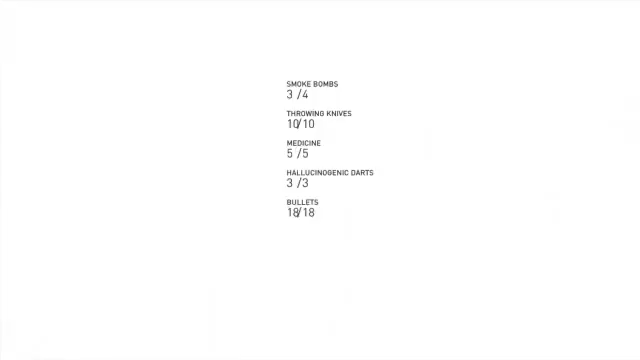 SMOKE BOMBS
3 /4
THROWING KNIVES
10/10
MEDICINE
5 /5
HALLUCINOGENIC DARTS
3 /3
BULLETS
18/18